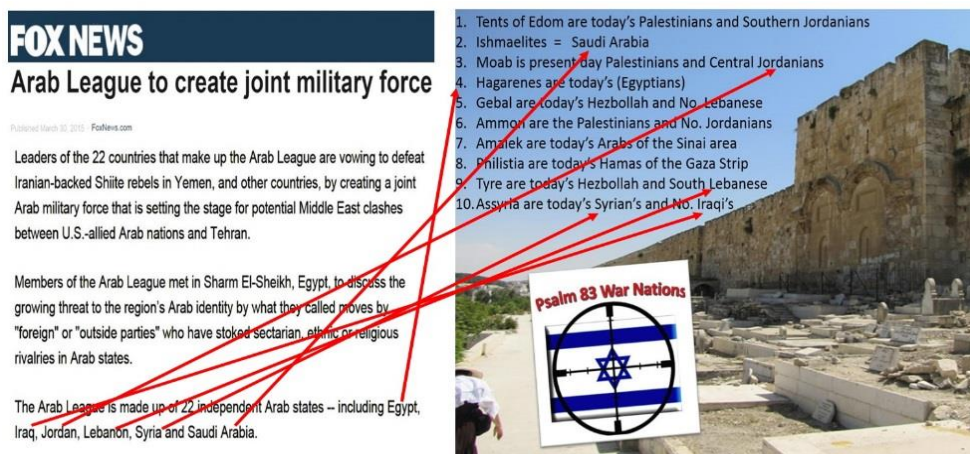 FOX NEWS
Arab League to create joint military force
Published March 30, 2015 · FoxNews.com
Leaders of the 22 countries that make up the Arab League are vowing to defeat
Iranian-backed Shiite rebels in Yemen, and other countries, by creating a joint
Arab military force that is setting the stage for potential Middle East clashes
between U.S.-allied Arab nations and Tehran.
Members of the Arab League met in Sharm El-Sheikh, Egypt, to discuss the
growing threat to the region's Arab identity by what they called moves by
"foreign" or "outside parties" who have stoked sectarian, ethnic or religious
rivalries in Arab states.
The Arab League is made up of 22 independent Arab states -- including Egypt,
Iraq, Jordan, Lebanon, Syria and Saudi Arabia.
1. Tents of Edom are today's Palestinians and Southern Jordanians
2. Ishmaelites = Saudi Arabia
3. Moab is present day Palestinians and Central Jordanians
4. Hagarenes are today's (Egyptians)
5. Gebal are today's Hezbollah and No. Lebanese
6. Ammon are the Palestinians and No. Jordanians
7. Amalek are today's Arabs of the Sinai area
8. Philistia are today's Hamas of the Gaza Strip
9. Tyre are today's Hezbollah and South Lebanese
10. Assyria are today's Syrian's and No. Iraqi's
Psalm 83 War Nations